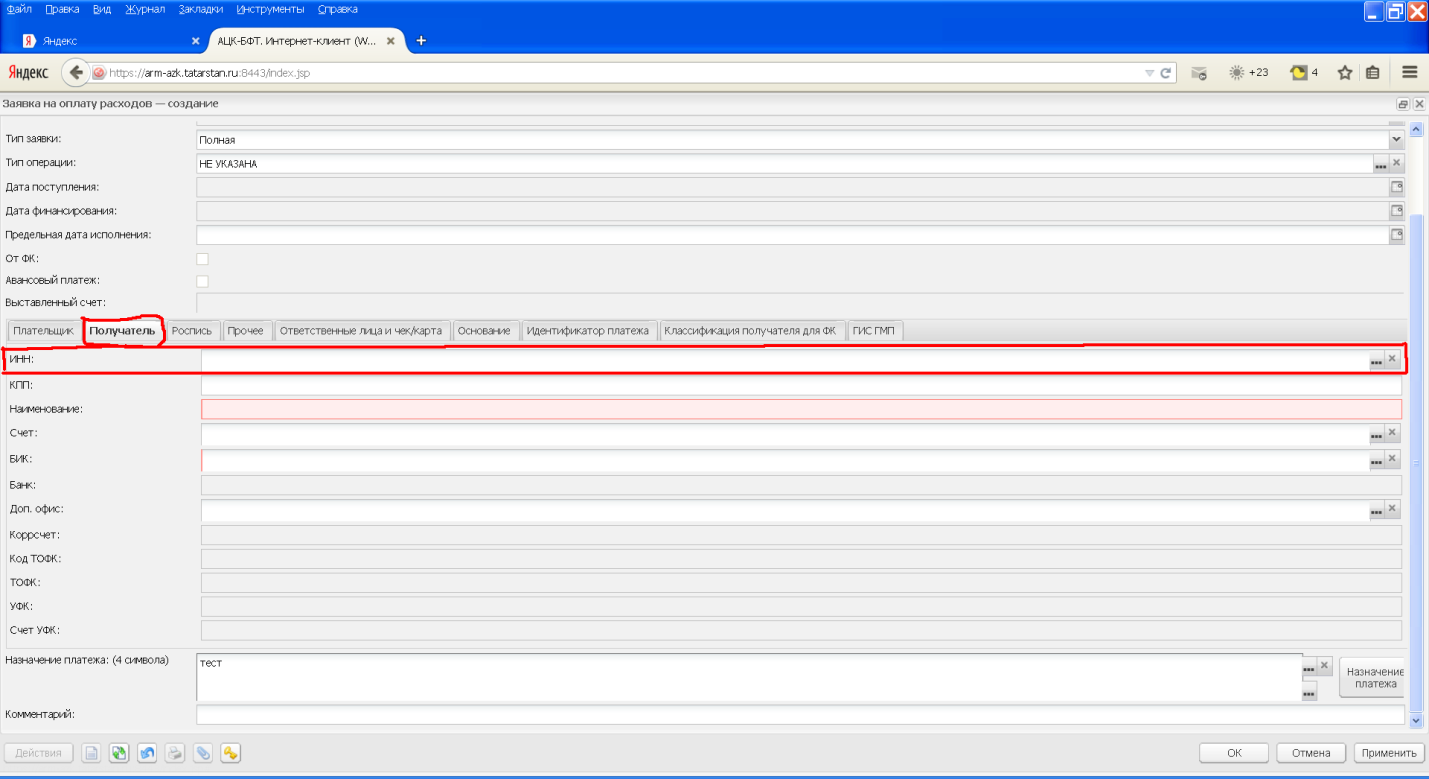 Файл Правка Вид Журнал Закладки Инструменты Справка
Я Яндекс АЦК-БФТ. Интернет-клиент (W...
Яндекс https://arm-azk.tatarstan.ru:8443/index.jsp +23 4
Заявка на оплату расходов — создание
Тип заявки: Полная
Тип операции: НЕ УКАЗАНА
Дата поступления:
Дата финансирования:
Предельная дата исполнения:
От ФК:
Авансовый платеж:
Выставленный счет:
Плательщик Получатель Роспись Прочее Ответственные лица и чек/карта Основание Идентификатор платежа Классификация получателя для ФК ГИС ГМП
ИНН:
КПП:
Наименование:
Счет:
БИК:
Банк:
Доп. офис:
Коррсчет:
Код ТОФК:
ТОФК:
УФК:
Счет УФК:
Назначение платежа: (4 символа) тест
Назначение
платежа
Комментарий:
Действия ОК Отмена Применить